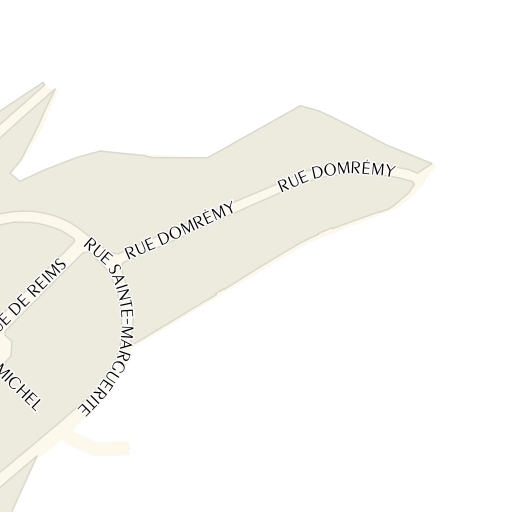 RUE DOMRÉMY
RUE DOMRÉMY
RUE SAINTE-MARGUERITE
DE REIMS
MICHEL